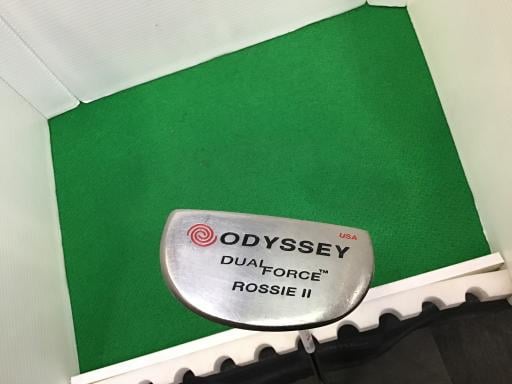 USA
ODYSSEY
DUAL FORCE™
ROSSIE II